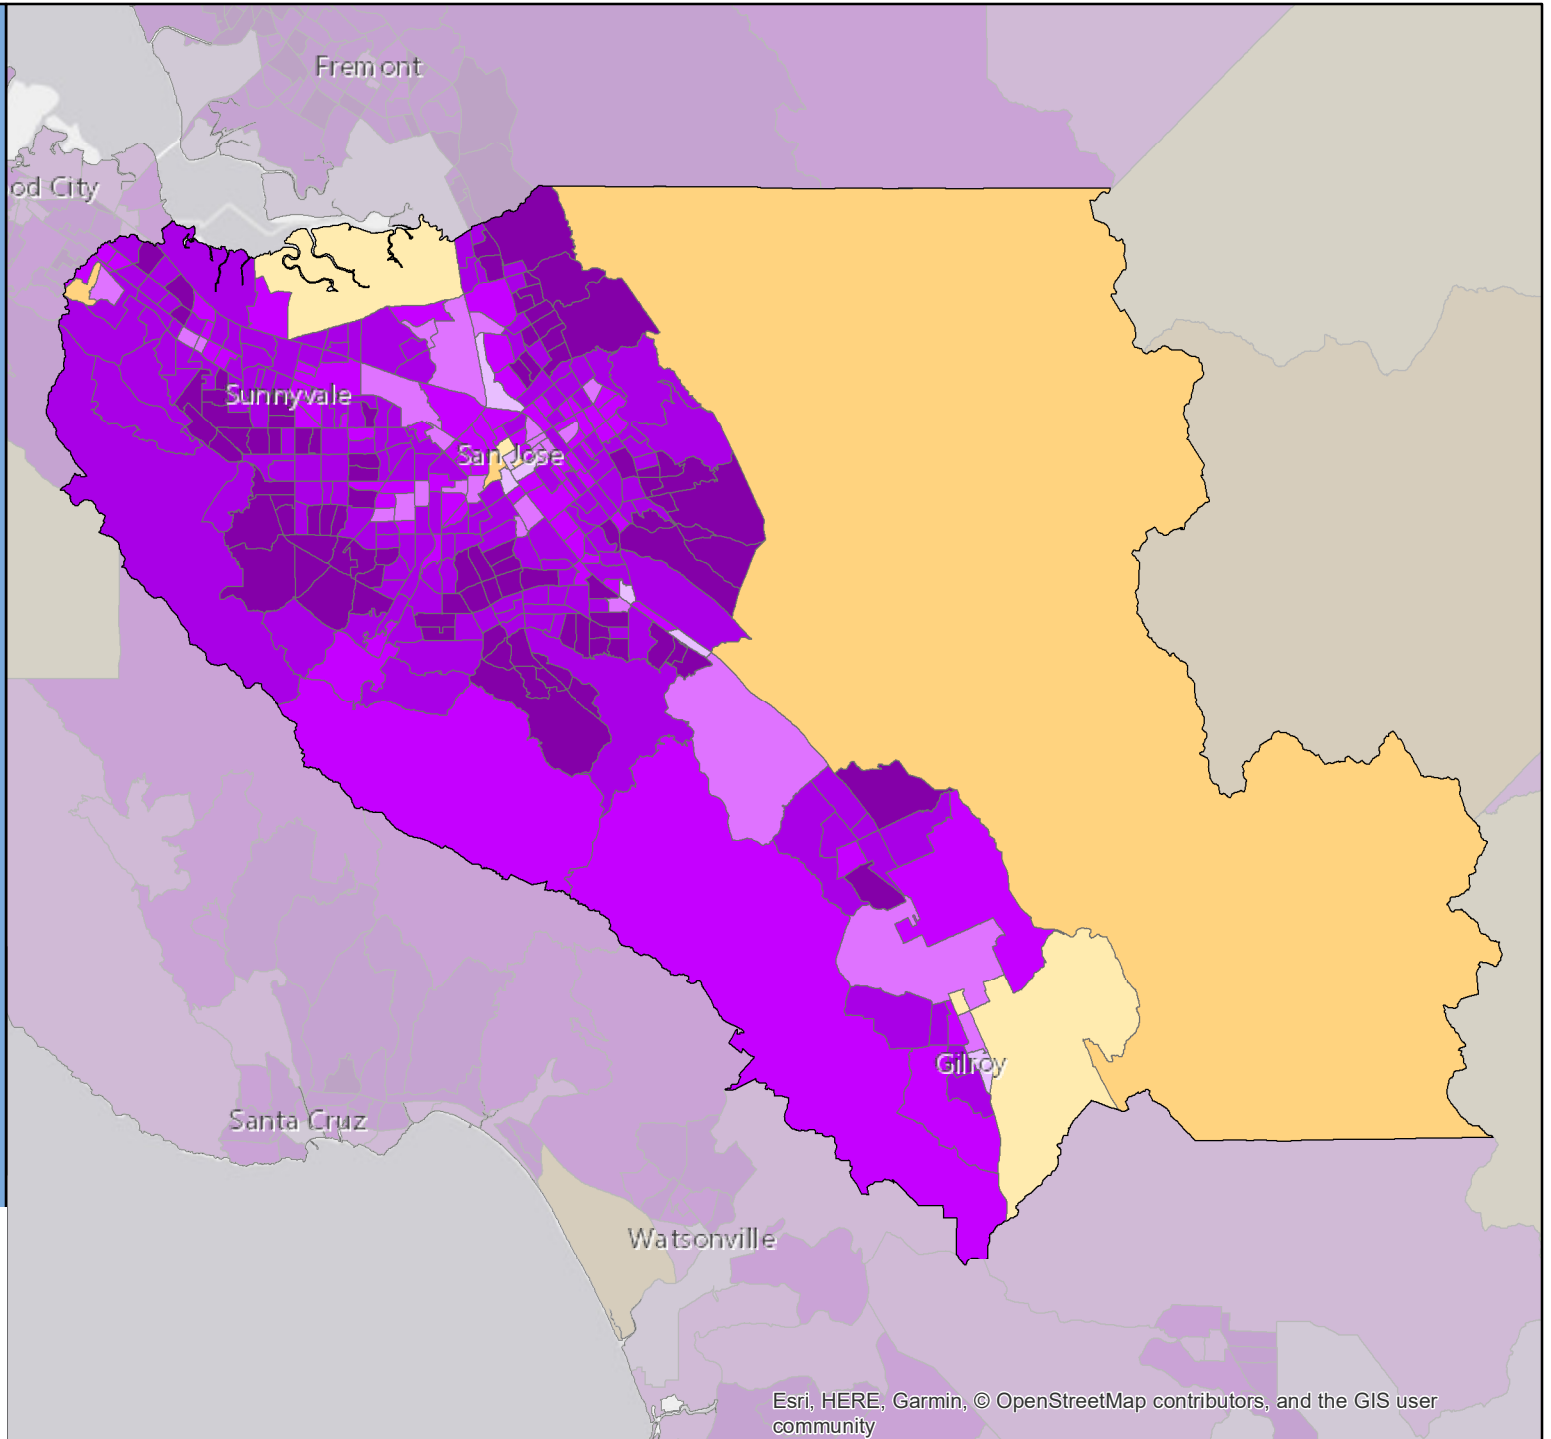 Fremont
od City
Sunnyvale
San Jose
Gilroy
Santa Cruz
Watsonville
Esri, HERE, Garmin, © OpenStreetMap contributors, and the GIS user
community